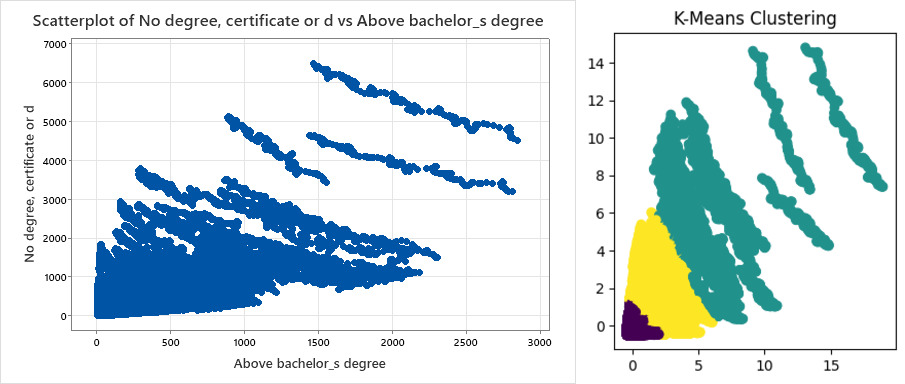 Scatterplot of No degree, certificate or d vs Above bachelor_s degree
7000
6000
5000
4000
3000
2000
1000
0
No degree, certificate or d
0 500 1000 1500 2000 2500 3000
Above bachelor_s degree
K-Means Clustering
14
12
10
8
6
4
2
0
0 5 10 15